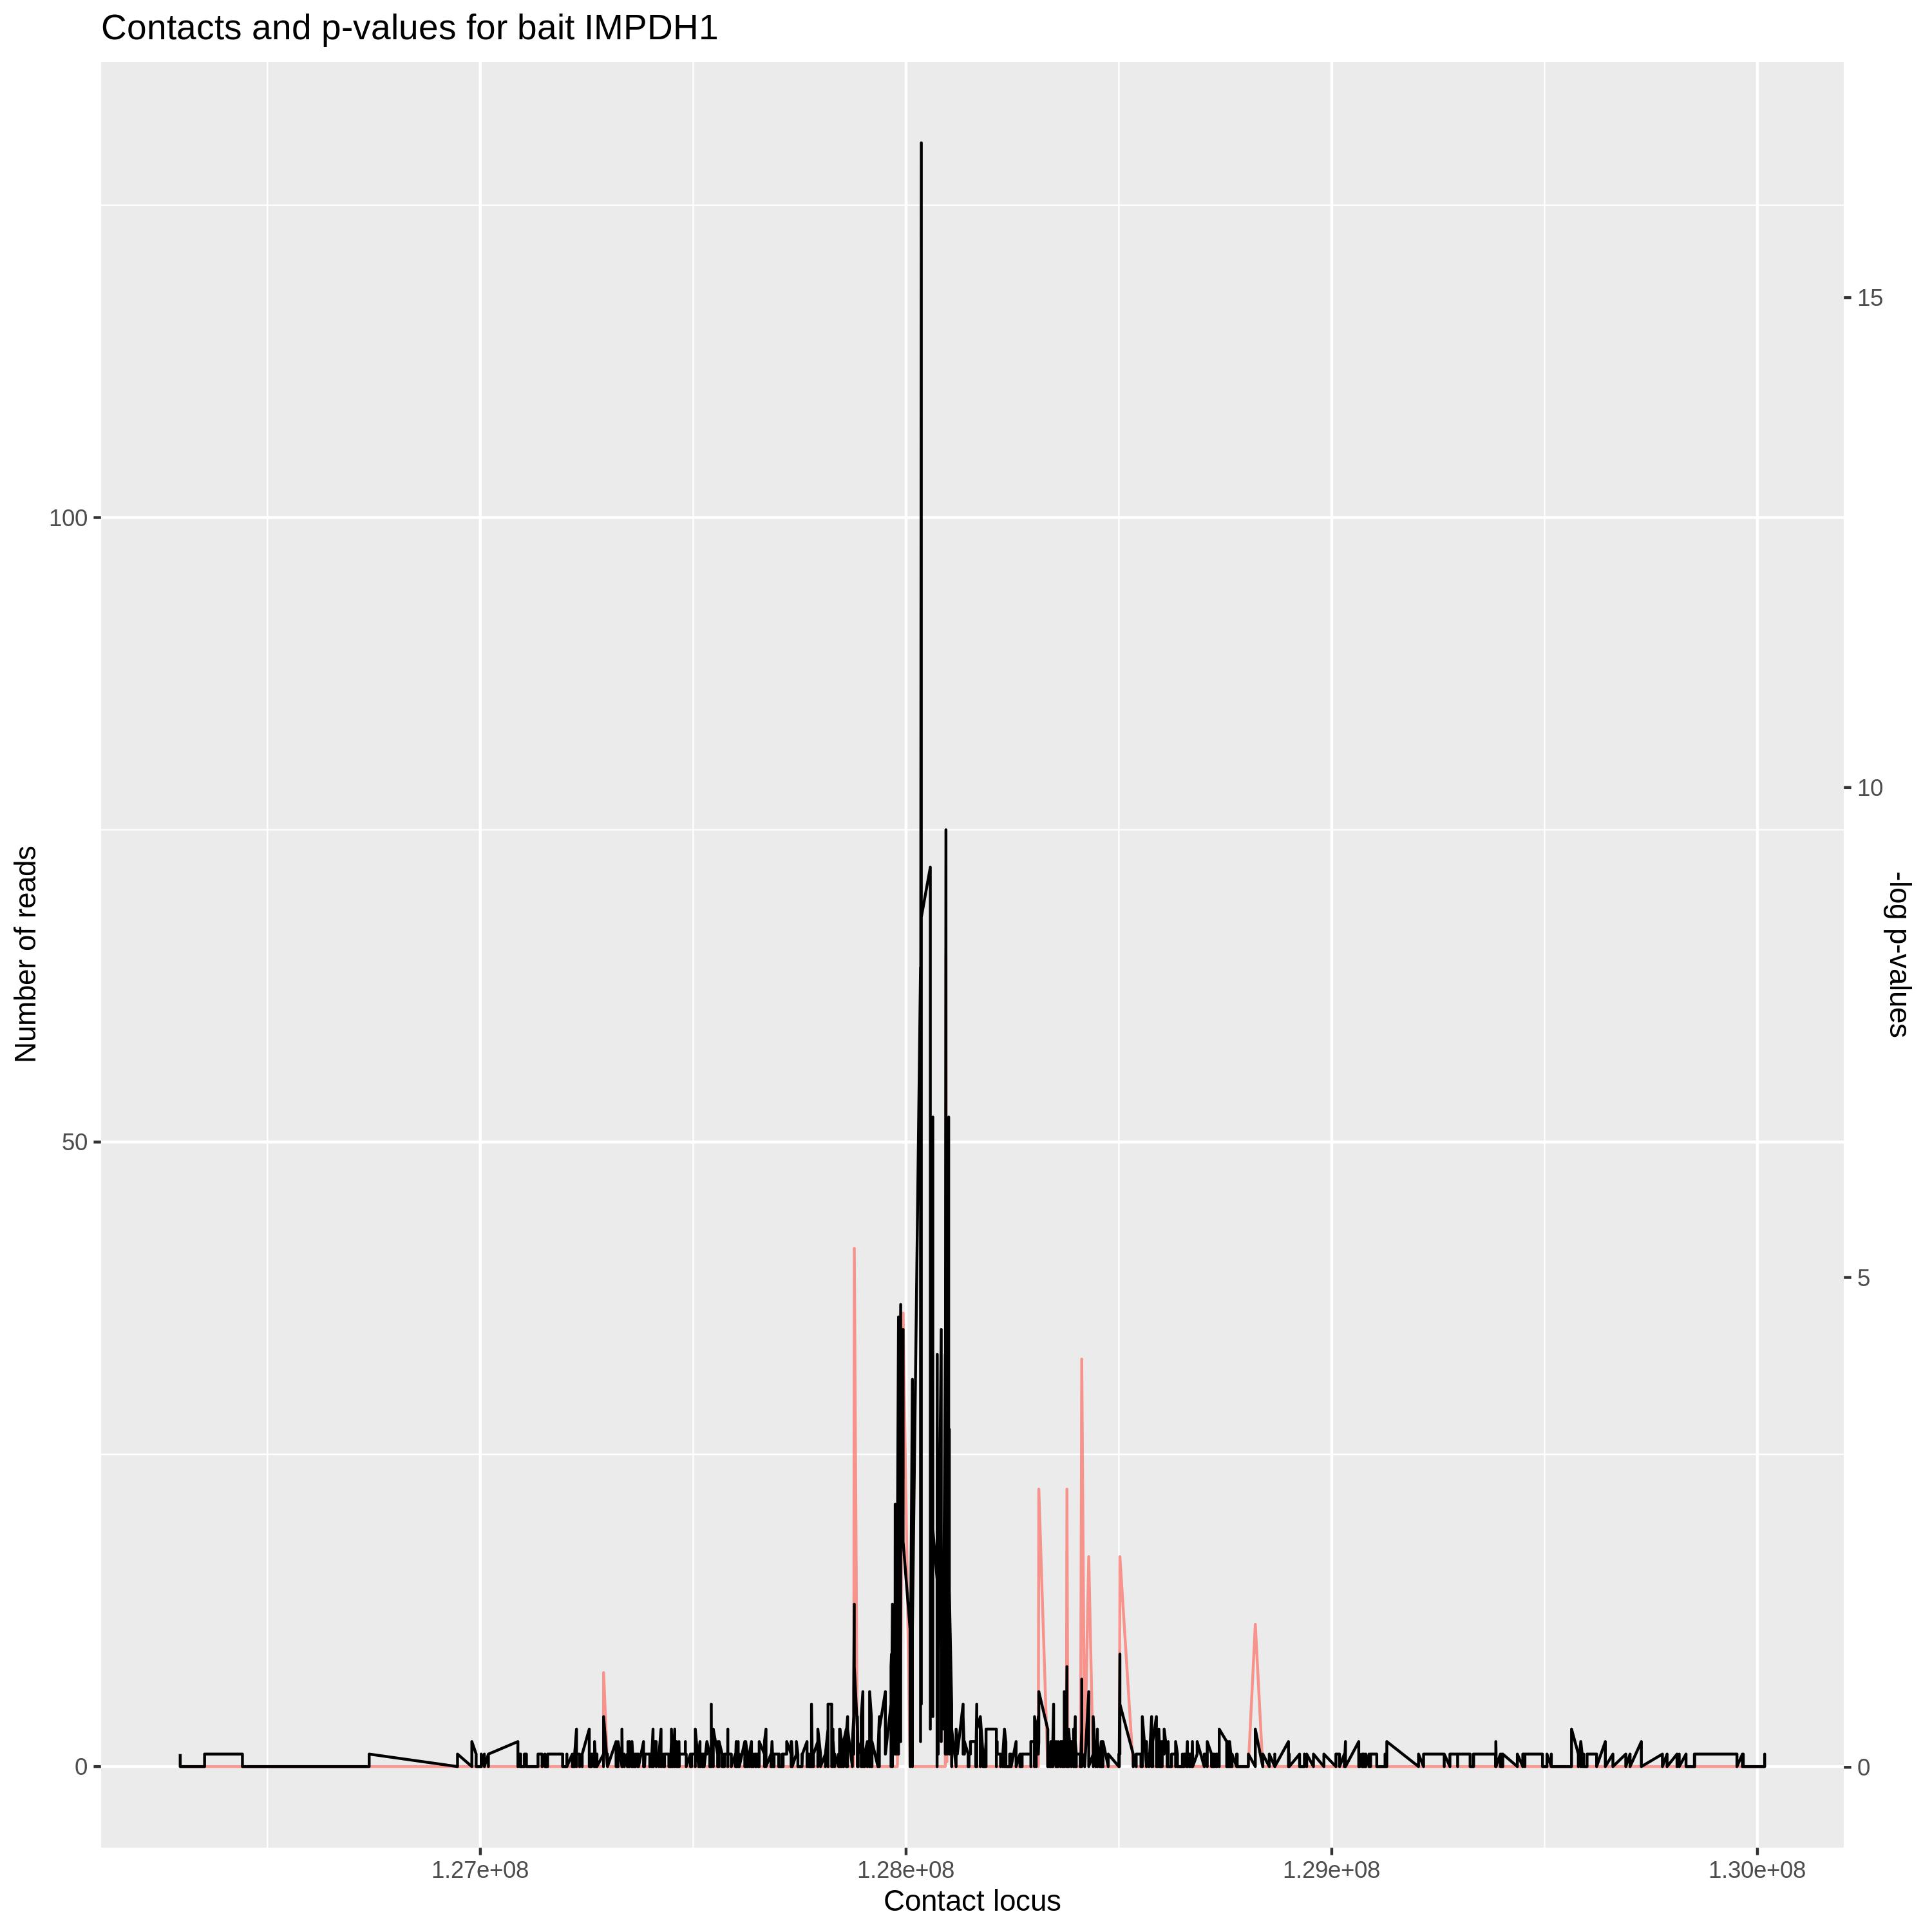 Contacts and p-values for bait IMPDH1
Number of reads
100
50
0
15
10
5
0
-log p-values
1.27e+08
1.28e+08
1.29e+08
1.30e+08
Contact locus